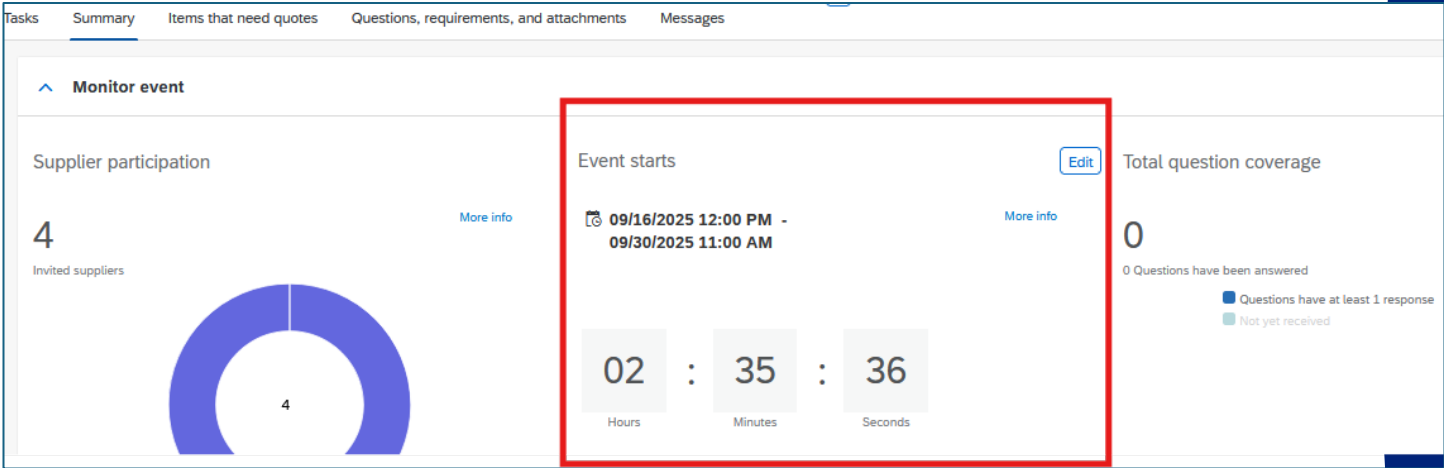 Tasks Summary Items that need quotes Questions, requirements, and attachments Messages
Monitor event
Supplier participation
More info
4
Invited suppliers
4
Event starts
Edit
09/16/2025 12:00 PM -
09/30/2025 11:00 AM
More info
02 : 35 : 36
Hours Minutes Seconds
Total question coverage
0
0 Questions have been answered
Questions have at least 1 response
Not yet received